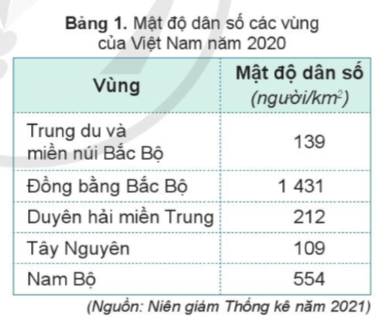 Bảng 1. Mật độ dân số các vùng
của Việt Nam năm 2020
Vùng
Mật độ dân số
(người/km²)
Trung du và
miền núi Bắc Bộ
139
Đồng bằng Bắc Bộ
1 431
Duyên hải miền Trung
212
Tây Nguyên
109
Nam Bộ
554
(Nguồn: Niên giám Thống kê năm 2021)